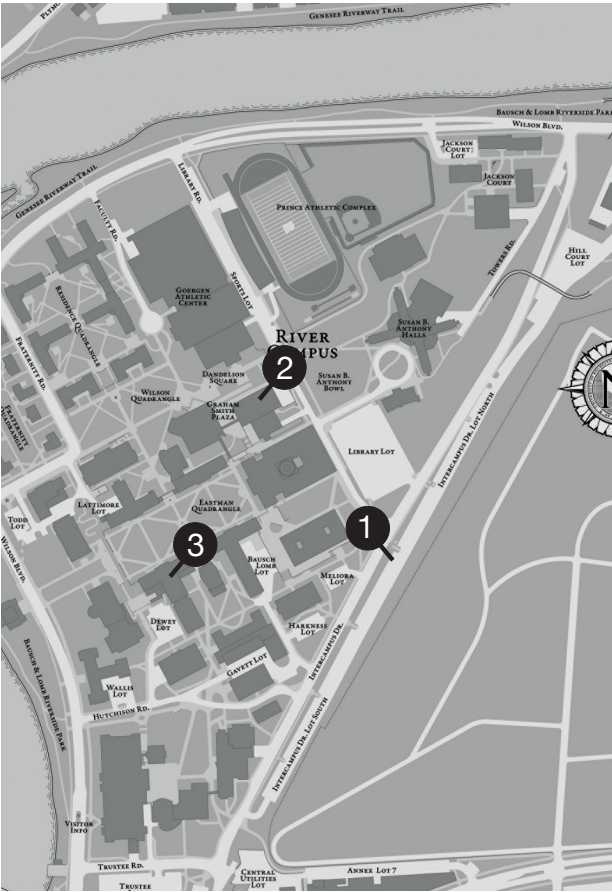 PLYMO
GENESEE RIVERWAY TRAIL
BAUSCH & LOMB RIVERSIDE PARK
WILSON BLVD.
JACKSON
COURT
LOT
JACKSON
COURT
GENESEE RIVERWAY TRAIL
LIBRARY RD.
FACULTY RD.
PRINCE ATHLETIC COMPLEX
TOWERS RD.
HILL
COURT
LOT
GOERGEN
ATHLETIC
CENTER
SPORTS LOT
RESIDENCE QUADRANGLE
FRATERNITY RD.
SUSAN B.
ANTHONY
HALLS
RIVER
CAMPUS
2
DANDELION
SQUARE
SUSAN B.
ANTHONY
BOWL
WILSON
QUADRANGLE
GRAHAM
SMITH
PLAZA
N
FRATERNITY
QUADRANGLE
LIBRARY LOT
INTERCAMPUS DR. LOT NORTH
EASTMAN
QUADRANGLE
LATTIMORE
LOT
TODD
LOT
1
3
WILSON BLVD.
BAUSCH
LOMB
LOT
MELIORA
LOT
DEWEY
LOT
HARKNESS
LOT
INTERCAMPUS DR.
GAVETT LOT
BAUSCH & LOMB RIVERSIDE PARK
WALLIS
LOT
HUTCHISON RD.
INTERCAMPUS DR. LOT SOUTH
VISITOR
INFO
TRUSTEE RD.
CENTRAL
UTILITIES
LOT
ANNEX LOT 7
TRUSTEE